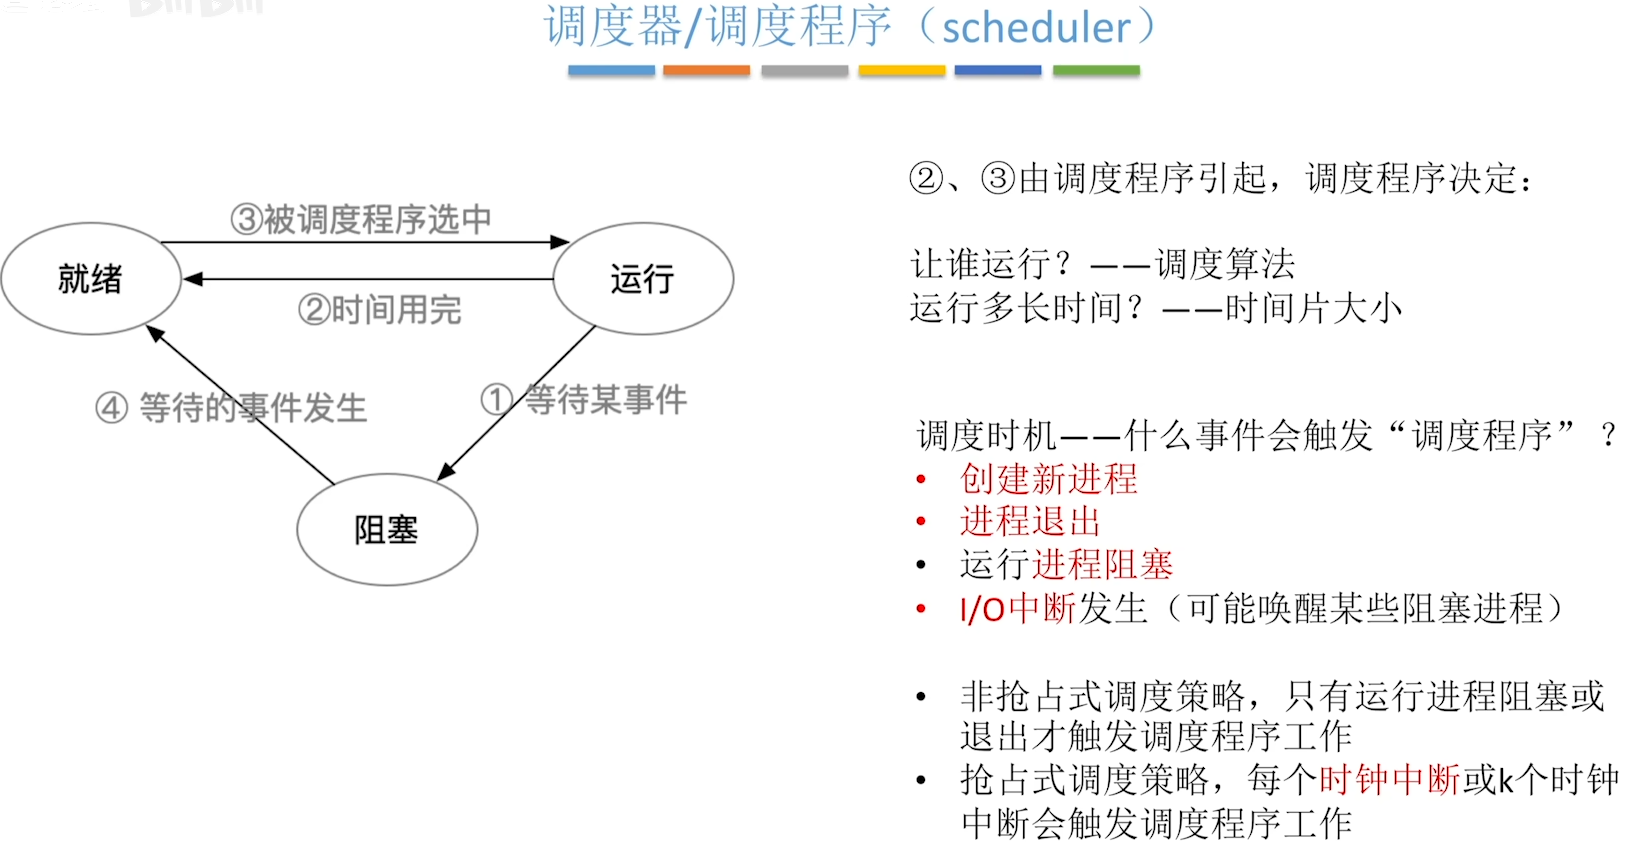 调度器/调度程序（scheduler）
②、③由调度程序引起，调度程序决定：
③被调度程序选中
就绪
运行
②时间用完
让谁运行？——调度算法
运行多长时间？——时间片大小
④ 等待的事件发生
① 等待某事件
阻塞
调度时机——什么事件会触发“调度程序”？
• 创建新进程
• 进程退出
• 运行进程阻塞
• I/O中断发生（可能唤醒某些阻塞进程）
• 非抢占式调度策略，只有运行进程阻塞或
退出才触发调度程序工作
• 抢占式调度策略，每个时钟中断或k个时钟
中断会触发调度程序工作